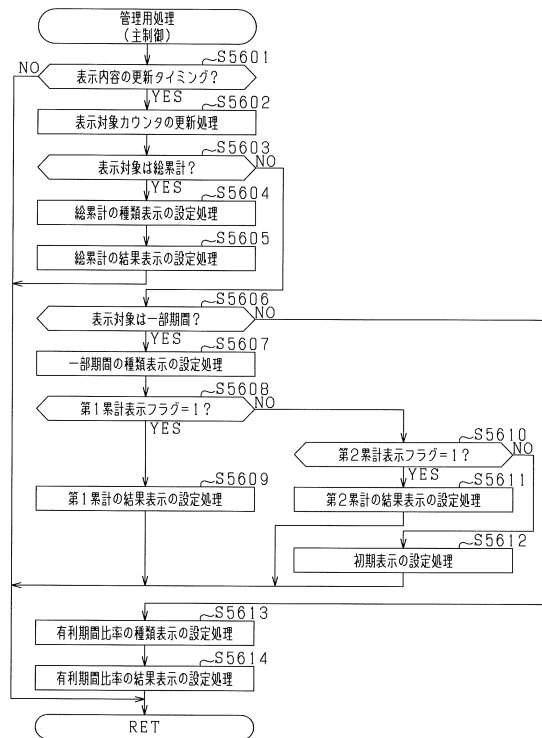 管理用処理
(主制御)
S5601
NO
表示内容の更新タイミング?
YES
S5602
表示対象カウンタの更新処理
S5603
表示対象は総累計?
NO
YES
S5604
総累計の種類表示の設定処理
S5605
総累計の結果表示の設定処理
S5606
表示対象は一部期間?
NO
YES
S5607
一部期間の種類表示の設定処理
S5608
第1累計表示フラグ=1?
NO
YES
S5610
第2累計表示フラグ=1?
NO
YES
S5609
第1累計の結果表示の設定処理
S5611
第2累計の結果表示の設定処理
S5612
初期表示の設定処理
S5613
有利期間比率の種類表示の設定処理
S5614
有利期間比率の結果表示の設定処理
RET